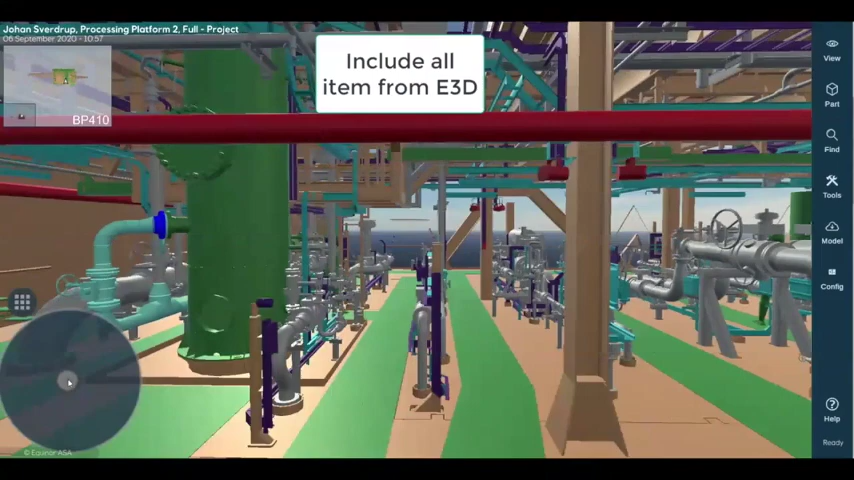 Johan Sverdrup, Processing Platform 2, Full - Project
06 September 2020 - 10:57
BP410
Include all
item from E3D
View
Part
Find
Tools
Model
Config
Help
Ready
© Equinor ASA